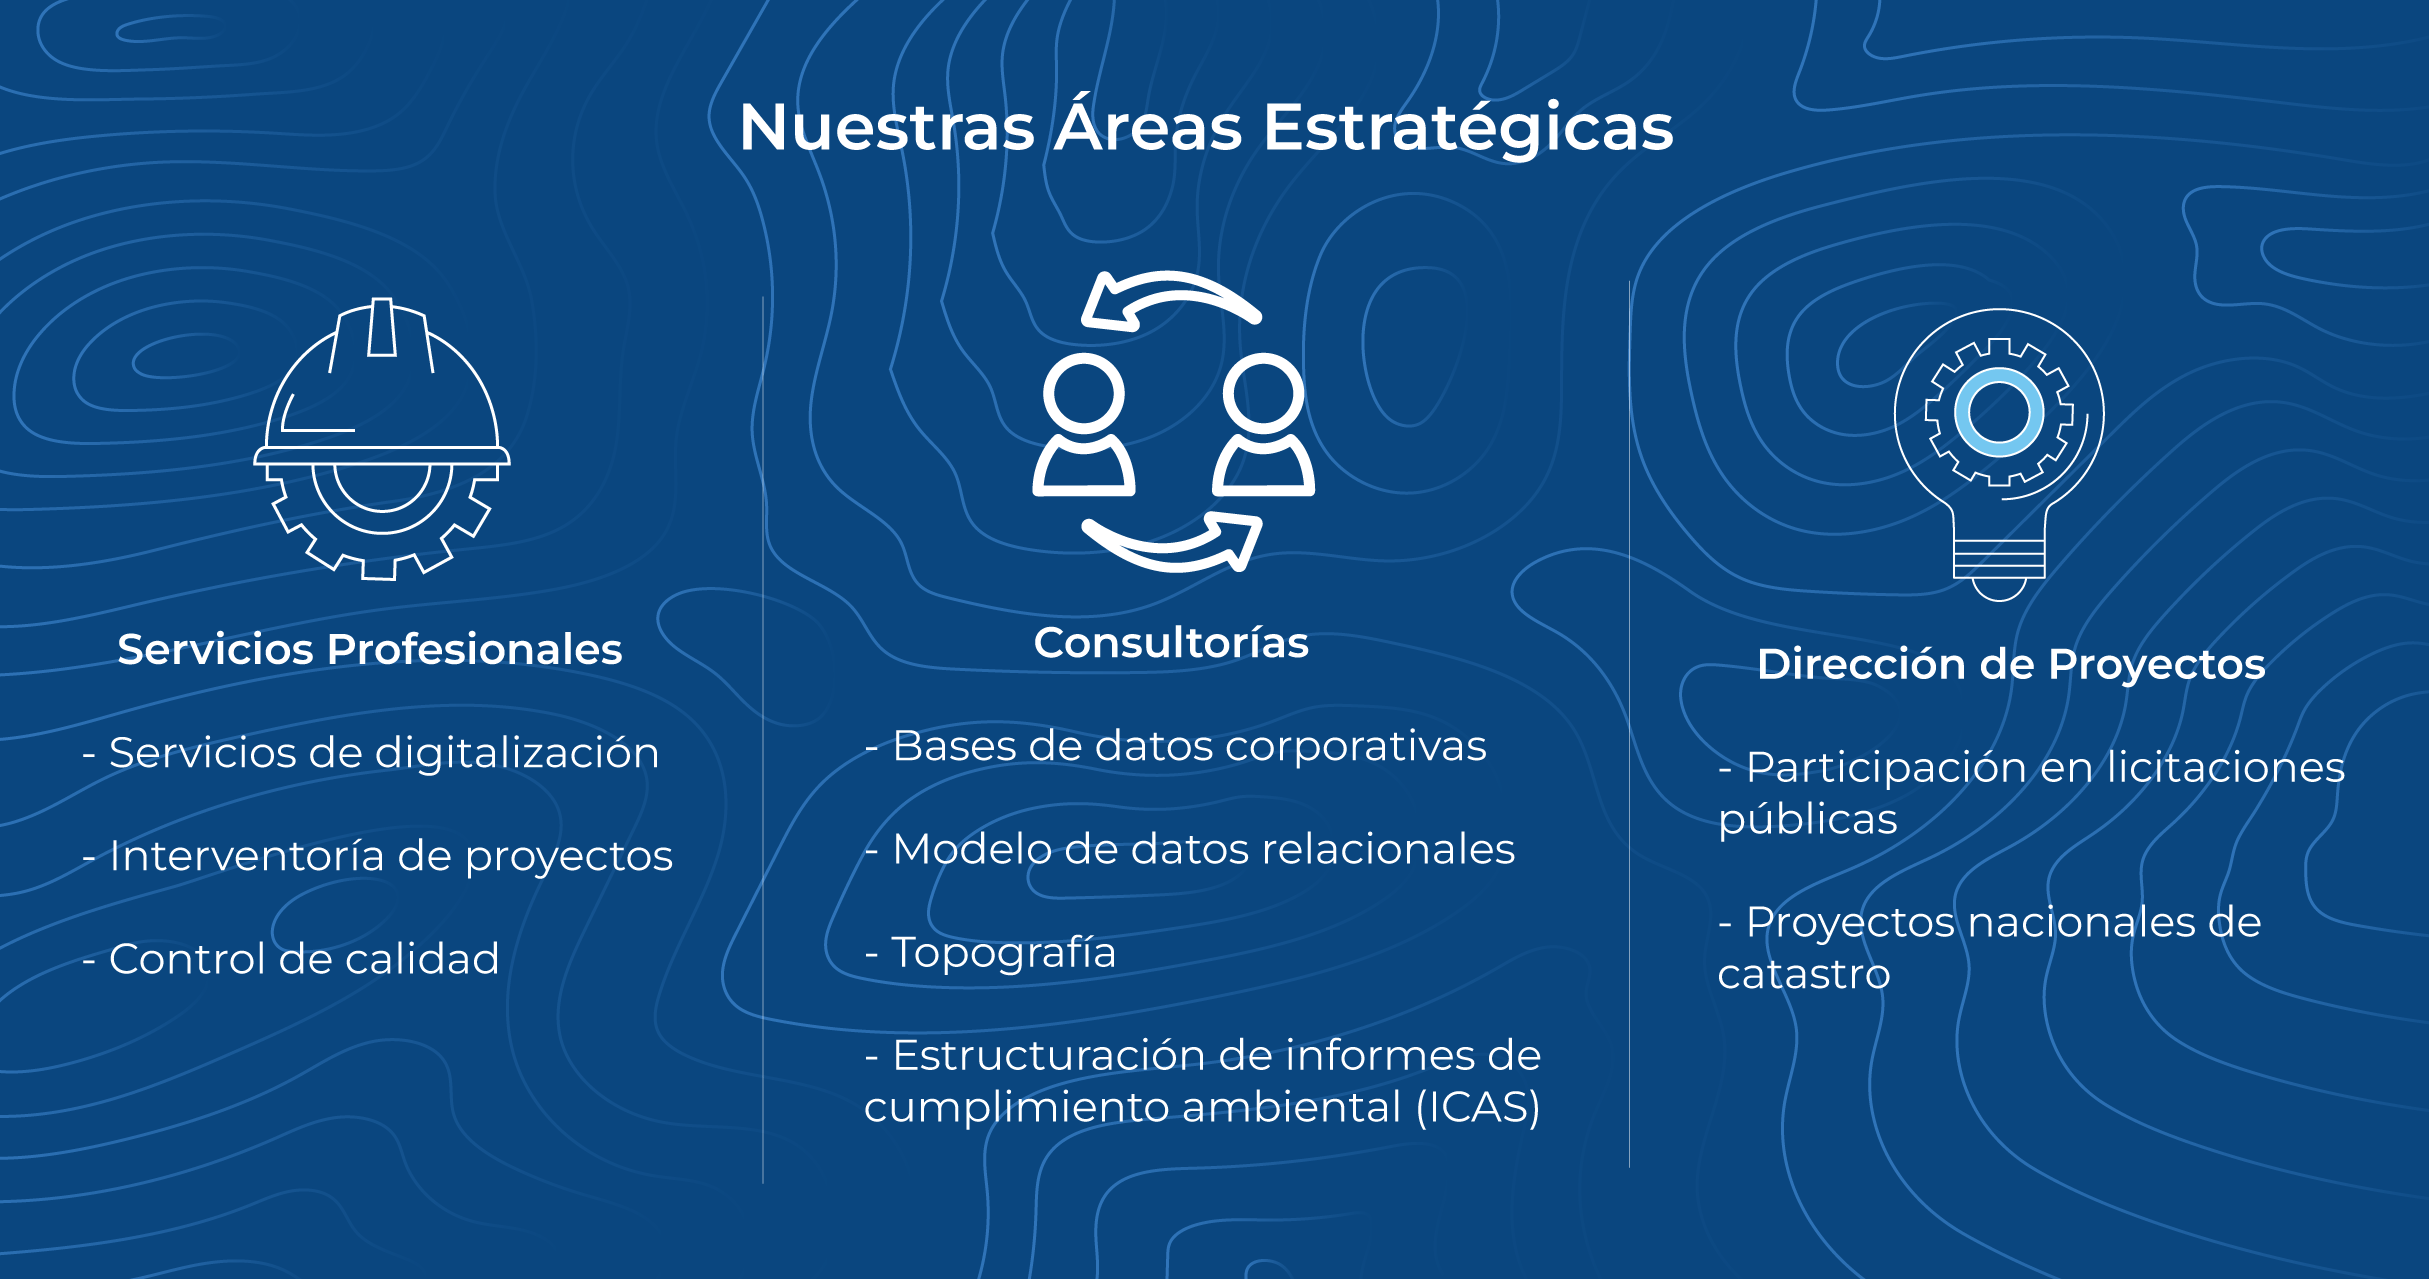 Nuestras Áreas Estratégicas
Servicios Profesionales
- Servicios de digitalización
- Interventoría de proyectos
- Control de calidad
Consultorías
- Bases de datos corporativas
- Modelo de datos relacionales
- Topografía
- Estructuración de informes de
cumplimiento ambiental (ICAS)
Dirección de Proyectos
- Participación en licitaciones
públicas
- Proyectos nacionales de
catastro